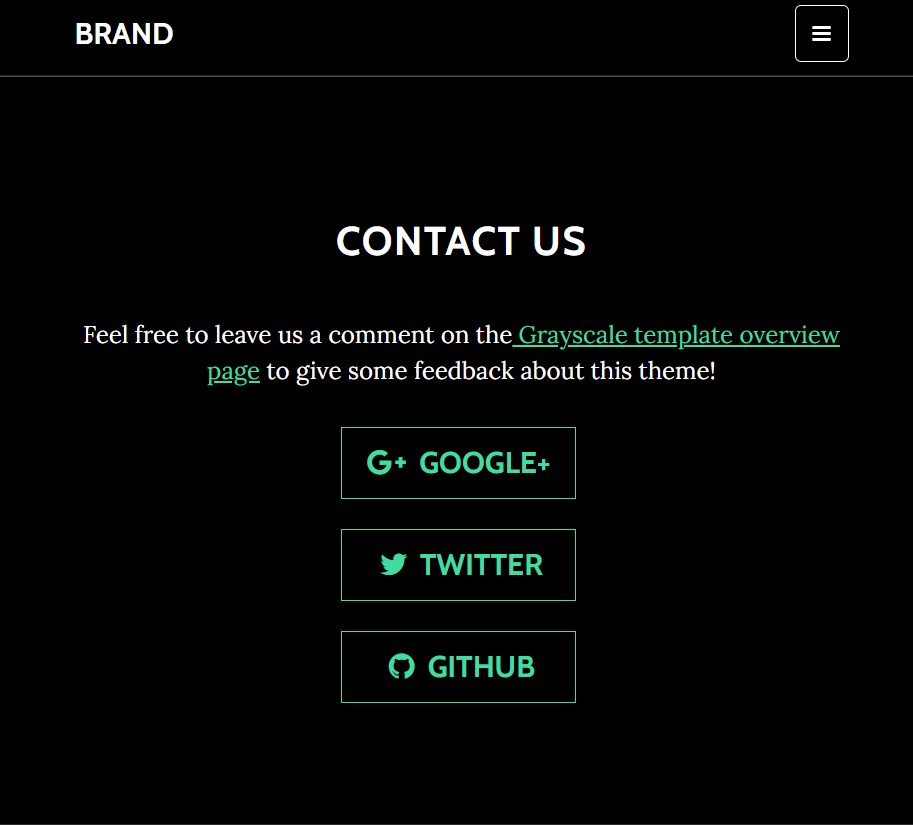 BRAND
CONTACT US
Feel free to leave us a comment on the Grayscale template overview
page to give some feedback about this theme!
G+ GOOGLE+
TWITTER
GITHUB